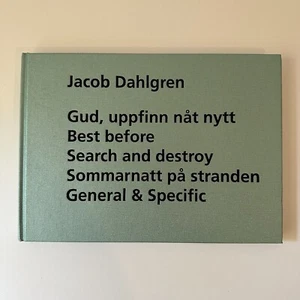 Jacob Dahlgren
Gud, uppfinn nåt nytt
Best before
Search and destroy
Sommarnatt på stranden
General & Specific